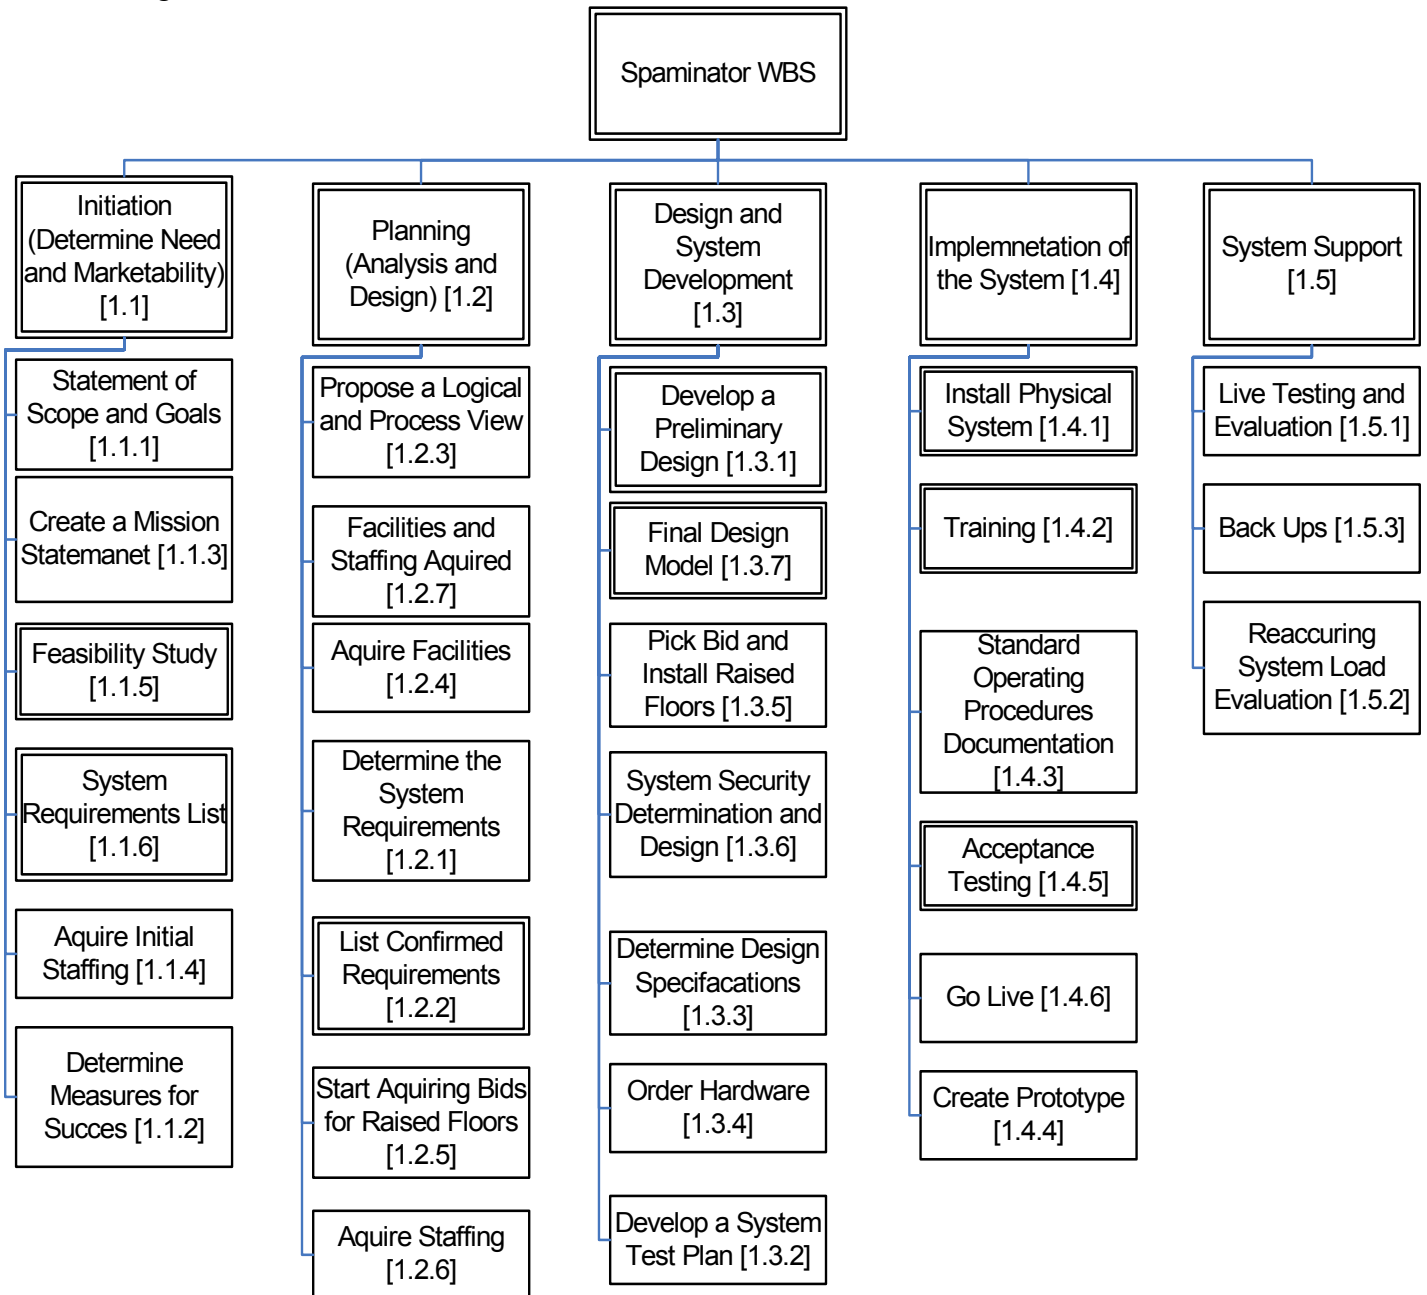 Spaminator WBS
Initiation
(Determine Need
and Marketability)
[1.1]
Statement of
Scope and Goals
[1.1.1]
Create a Mission
Statemanet [1.1.3]
Feasibility Study
[1.1.5]
System
Requirements List
[1.1.6]
Aquire Initial
Staffing [1.1.4]
Determine
Measures for
Succes [1.1.2]
Planning
(Analysis and
Design) [1.2]
Propose a Logical
and Process View
[1.2.3]
Facilities and
Staffing Aquired
[1.2.7]
Aquire Facilities
[1.2.4]
Determine the
System
Requirements
[1.2.1]
List Confirmed
Requirements
[1.2.2]
Start Aquiring Bids
for Raised Floors
[1.2.5]
Aquire Staffing
[1.2.6]
Design and
System
Development
[1.3]
Develop a
Preliminary
Design [1.3.1]
Final Design
Model [1.3.7]
Pick Bid and
Install Raised
Floors [1.3.5]
System Security
Determination and
Design [1.3.6]
Determine Design
Specifacations
[1.3.3]
Order Hardware
[1.3.4]
Develop a System
Test Plan [1.3.2]
Implemnetation of
the System [1.4]
Install Physical
System [1.4.1]
Training [1.4.2]
Standard
Operating
Procedures
Documentation
[1.4.3]
Acceptance
Testing [1.4.5]
Go Live [1.4.6]
Create Prototype
[1.4.4]
System Support
[1.5]
Live Testing and
Evaluation [1.5.1]
Back Ups [1.5.3]
Reaccuring
System Load
Evaluation [1.5.2]